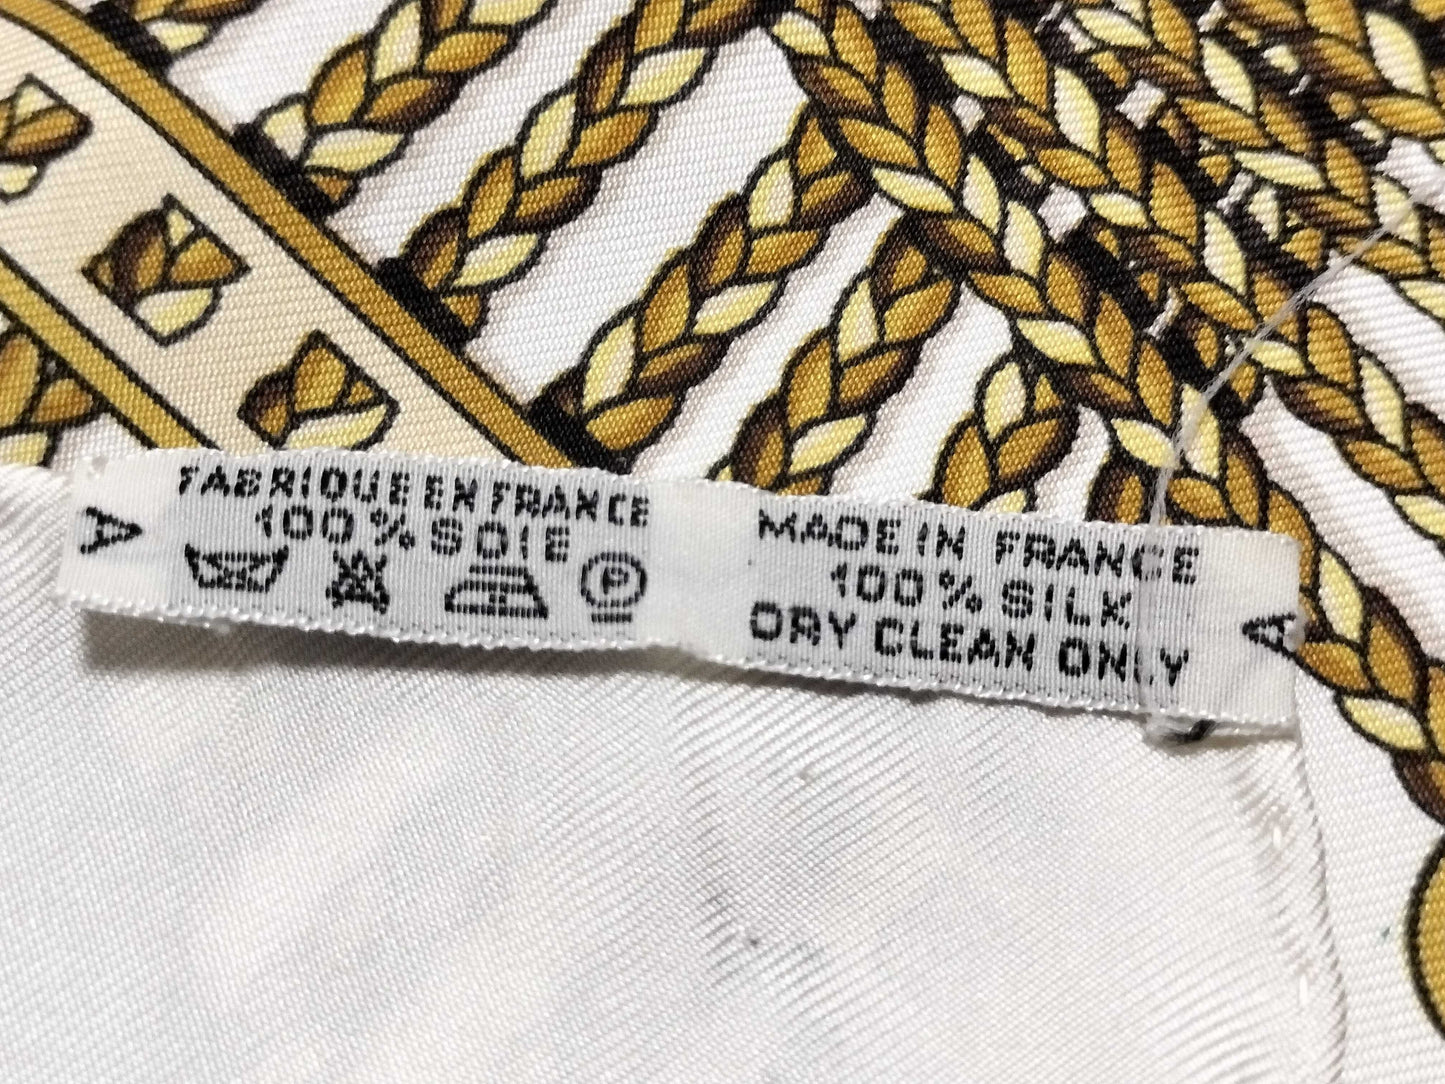 A
FABRIQUE EN FRANCE
100% SOIE
P
MADE IN FRANCE
100% SILK
DRY CLEAN ONLY
A